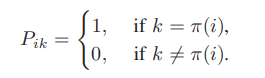 P_{ik} = \begin{cases} 1, & \text{if } k = \pi(i), \\ 0, & \text{if } k \neq \pi(i). \end{cases}